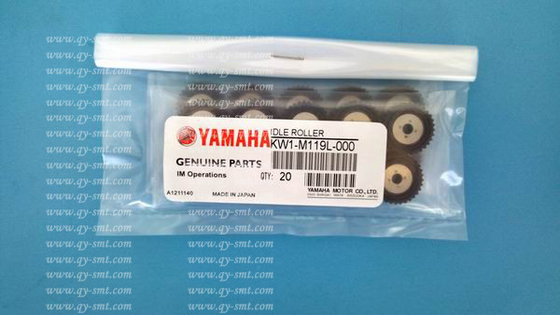 YAMAHA
IDLE ROLLER
KW1-M119L-000
GENUINE PARTS
IM Operations
QTY: 20
A1211140
MADE IN JAPAN
YAMAHA MOTOR CO., LTD.
www.qy-smt.com